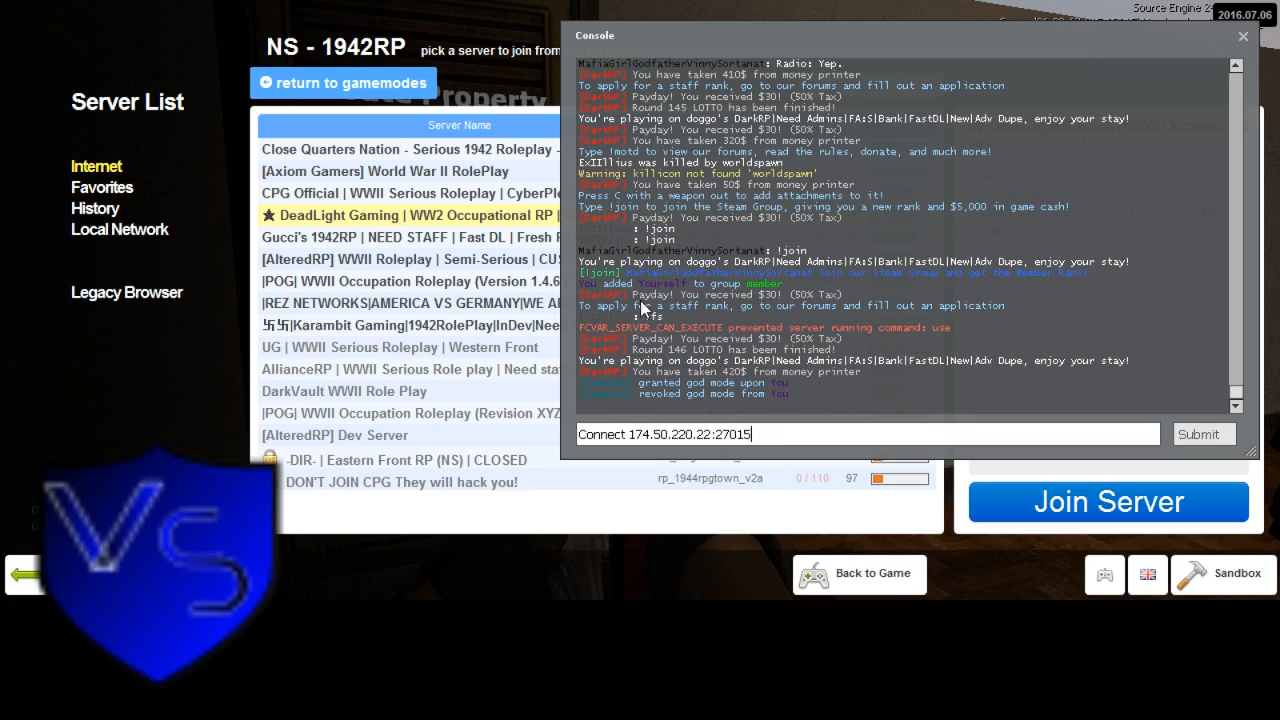 Source Engine 24
2016.07.06
NS - 1942RP pick a server to join from
return to gamemodes
Property
Server List
Internet
Favorites
History
Local Network
Legacy Browser
Server Name
Close Quarters Nation - Serious 1942 Roleplay -
[Axiom Gamers] World War II RolePlay
CPG Official | WWII Serious Roleplay | CyberPl
★ DeadLight Gaming | WW2 Occupational RP |
Gucci's 1942RP | NEED STAFF | Fast DL | Fresh
[AlteredRP] WWII Roleplay | Semi-Serious | CUS
|POG| WWII Occupation Roleplay (Version 1.4.6
|REZ NETWORKS|AMERICA VS GERMANY|WE A
卐卐|Karambit Gaming|1942RolePlay|InDev|Need
UG | WWII Serious Roleplay | Western Front
AllianceRP | WWII Serious Role play | Need sta
DarkVault WWII Role Play
|POG| WWII Occupation Roleplay (Revision XYZ
[AlteredRP] Dev Server
-DIR- | Eastern Front RP (NS) | CLOSED
DON'T JOIN CPG They will hack you!
rp_1944rpgtown_v2a 0 / 110 97
Console
MafiaGirlGodfatherVinnySortanat: Radio: Yep.
[DarkRP] You have taken 410$ from money printer
To apply for a staff rank, go to our forums and fill out an application
[DarkRP] Payday! You received $30! (50% Tax)
[DarkRP] Round 145 LOTTO has been finished!
You're playing on doggo's DarkRP|Need Admins|FA:S|Bank|FastDL|New|Adv Dupe, enjoy your stay!
[DarkRP] Payday! You received $30! (50% Tax)
[DarkRP] You have taken 320$ from money printer
Type !motd to view our forums, read the rules, donate, and much more!
ExIIllius was killed by worldspawn
Warning: killicon not found 'worldspawn'
[DarkRP] You have taken 50$ from money printer
Press C with a weapon out to add attachments to it!
Type !join to join the Steam Group, giving you a new rank and $5,000 in game cash!
[DarkRP] Payday! You received $30! (50% Tax)
: !join
: !join
MafiaGirlGodfatherVinnySortanat: !join
You're playing on doggo's DarkRP|Need Admins|FA:S|Bank|FastDL|New|Adv Dupe, enjoy your stay!
[!join] MafiaGirlGodfatherVinnySortanat Join our Steam Group and get the Member Rank!
You added Yourself to group member
[DarkRP] Payday! You received $30! (50% Tax)
To apply for a staff rank, go to our forums and fill out an application
: ffs
FCVAR_SERVER_CAN_EXECUTE prevented server running command: use
[DarkRP] Payday! You received $30! (50% Tax)
[DarkRP] Round 146 LOTTO has been finished!
You're playing on doggo's DarkRP|Need Admins|FA:S|Bank|FastDL|New|Adv Dupe, enjoy your stay!
[DarkRP] You have taken 420$ from money printer
granted god mode upon You
revoked god mode from You
Connect 174.50.220.22:27015
Submit
Join Server
VS
Back to Game
Sandbox